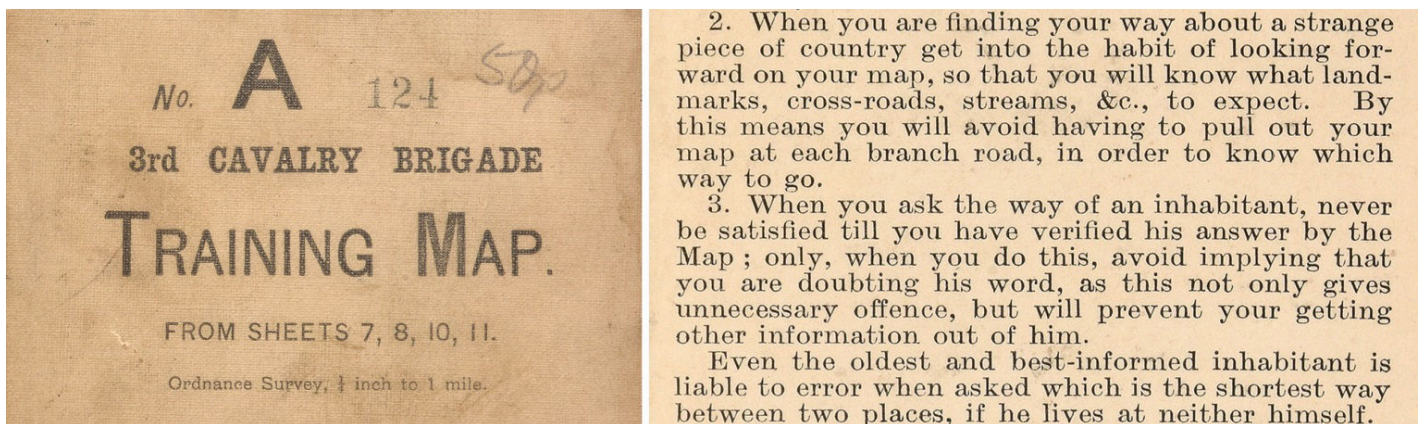 No. A 124 50p
3rd CAVALRY BRIGADE
TRAINING MAP.
FROM SHEETS 7, 8, 10, 11.
Ordnance Survey, inch to 1 mile.
2. When you are finding your way about a strange
piece of country get into the habit of looking for-
ward on your map, so that you will know what land-
marks, cross-roads, streams, &c., to expect. By
this means you will avoid having to pull out your
map at each branch road, in order to know which
way to go.
3. When you ask the way of an inhabitant, never
be satisfied till you have verified his answer by the
Map ; only, when you do this, avoid implying that
you are doubting his word, as this not only gives
unnecessary offence, but will prevent your getting
other information out of him.
Even the oldest and best-informed inhabitant is
liable to error when asked which is the shortest way
between two places, if he lives at neither himself.